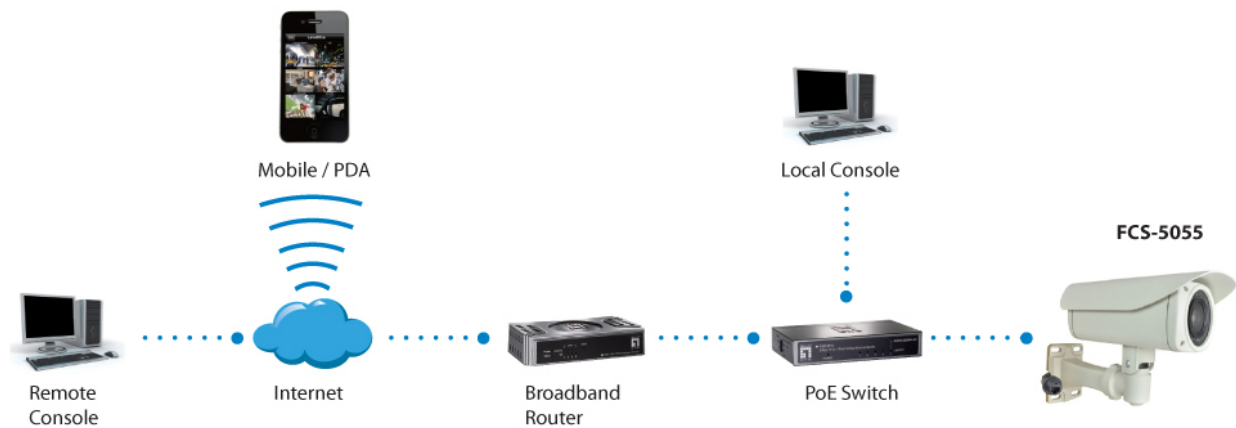 Mobile / PDA
Local Console
FCS-5055
Remote
Console
Internet
Broadband
Router
PoE Switch